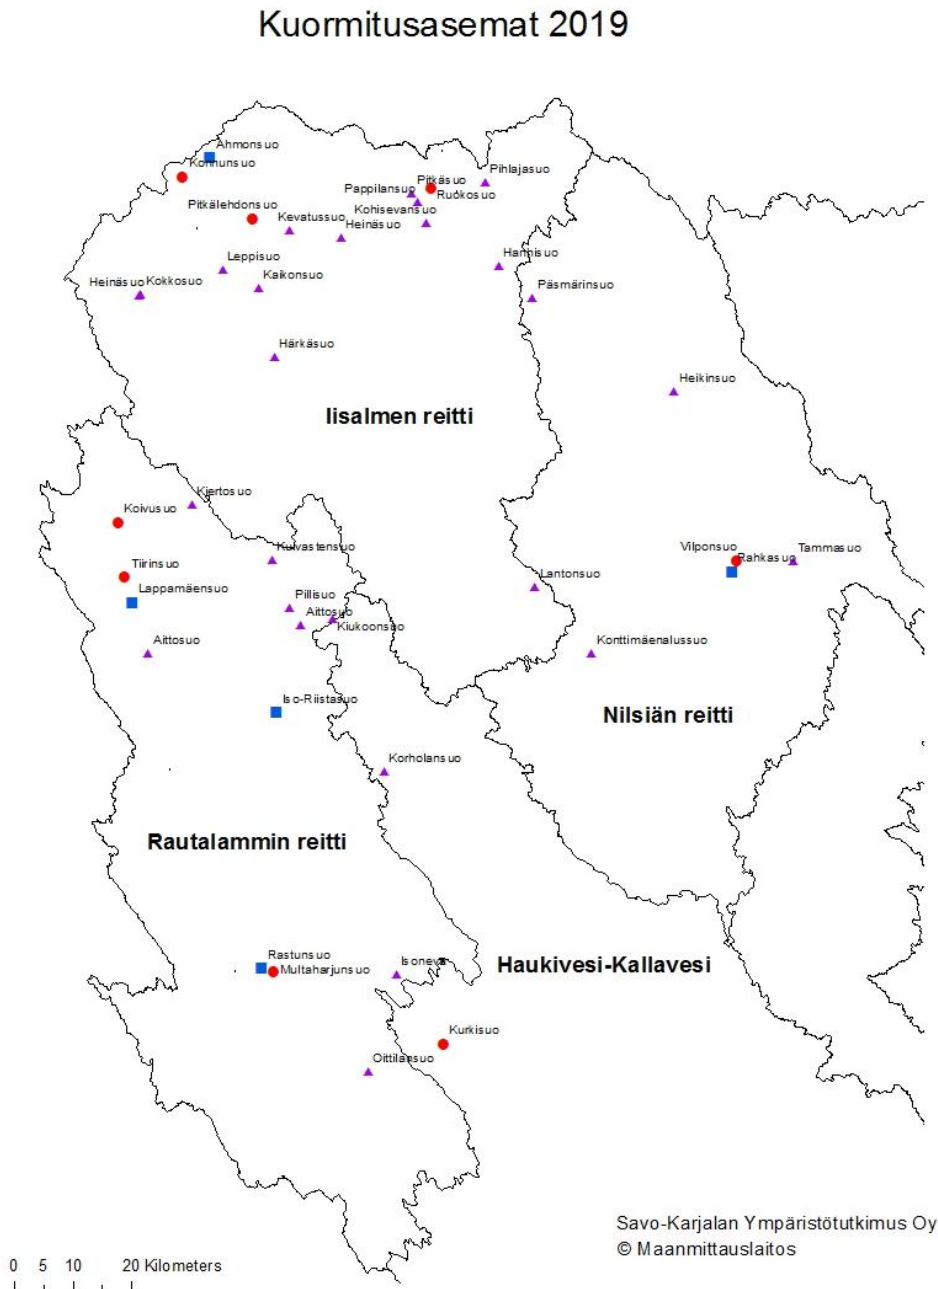 Kuormitusasemat 2019
Ahmonsuo
Konnunsuo
Pihlajasuo
Pitkäsuo
Pappilansuo
Ruokosuo
Pitkälehdonsuo
Kohisevansuo
Kevatussuo
Heinäsuo
Leppisuo
Hannisuo
Kaikonsuo
Heinäsuo
Kokkosuo
Päsmärinsuo
Härkäsuo
Heikinsuo
Iisalmen reitti
Kiertosuo
Koivusuo
Kuivastensuo
Vilponsuo
Tammasuo
Rahkasuo
Tiirinsuo
Lantonsuo
Lappamäensuo
Pillisuo
Aittosuo
Kiukoonsuo
Aittosuo
Konttimäenalussuo
Iso-Riistasuo
Nilsiän reitti
Korholansuo
Rautalammin reitti
Rastunsuo
Isoneva
Haukivesi-Kallavesi
Multaharjunsuo
Kurkisuo
Oittilansuo
Savo-Karjalan Ympäristötutkimus Oy
© Maanmittauslaitos
0 5 10 20 Kilometers